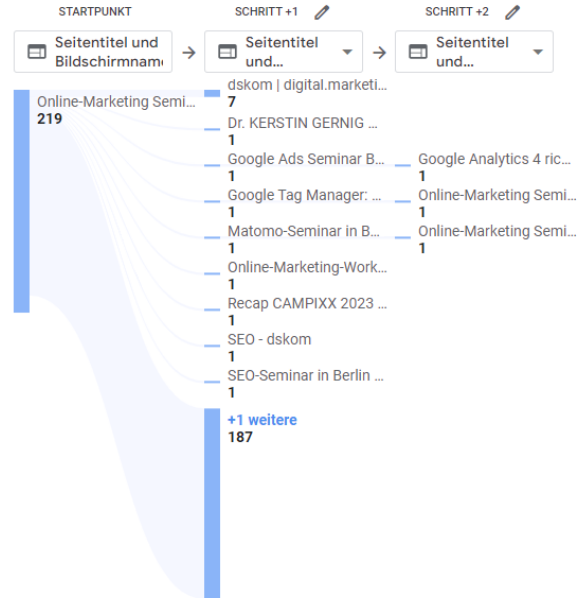 STARTPUNKT
SCHRITT +1
SCHRITT +2
Seitentitel und
Bildschirmname
Seitentitel
und...
Seitentitel
und...
Online-Marketing Semi...
219
dskom | digital.marketi...
7
Dr. KERSTIN GERNIG ...
1
Google Ads Seminar B...
1
Google Analytics 4 ric...
1
Google Tag Manager: ...
1
Online-Marketing Semi...
1
Matomo-Seminar in B...
1
Online-Marketing Semi...
1
Online-Marketing-Work...
1
Recap CAMPIXX 2023 ...
1
SEO - dskom
1
SEO-Seminar in Berlin ...
1
+1 weitere
187